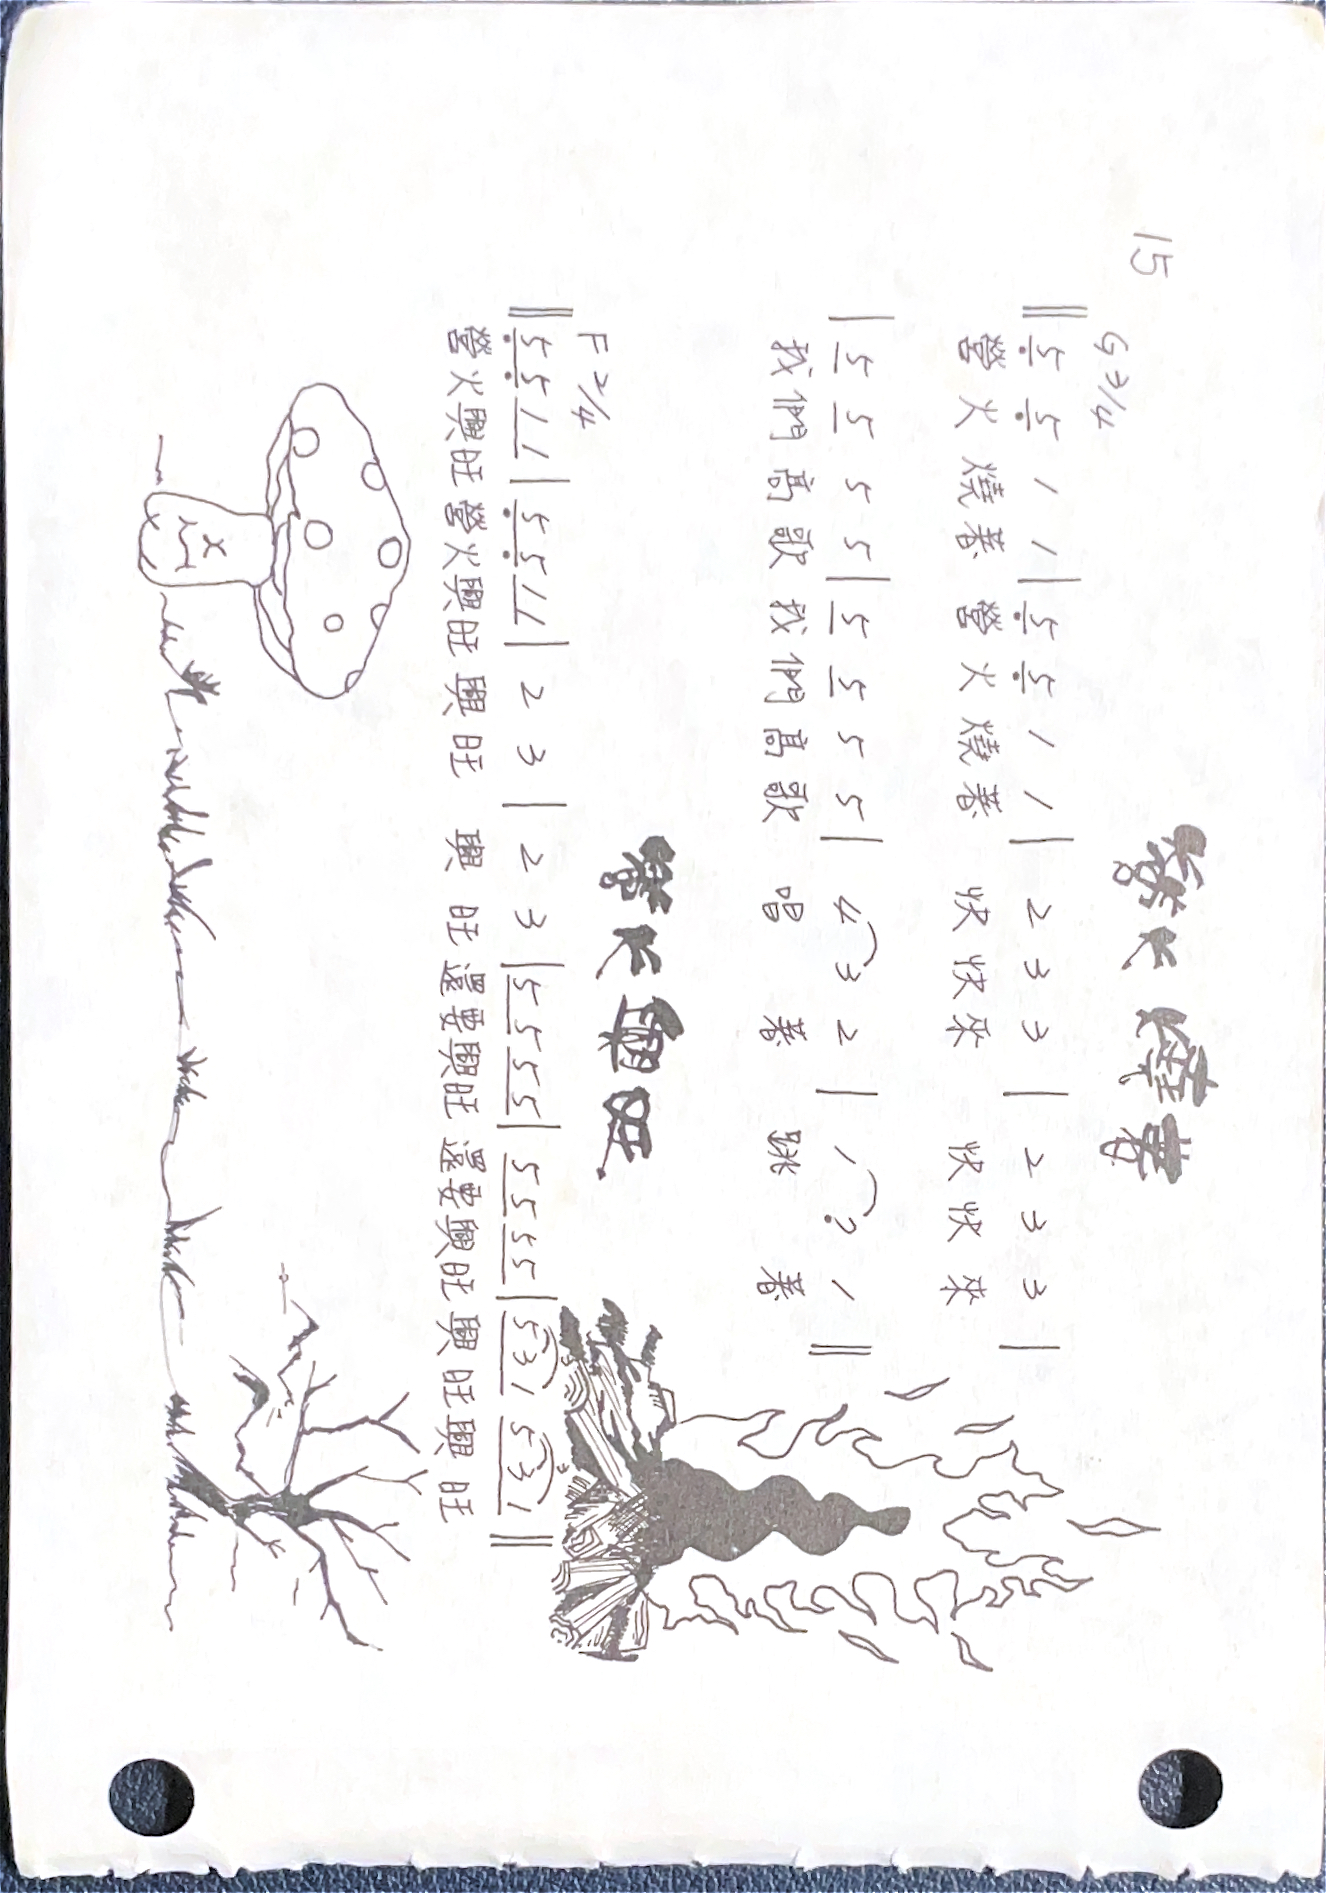 15
營火燒著
G 3/4
‖ 5̣ 5̣ 1 1 | 5̣ 5̣ 1 1 | 2 3 3 | 2 3 3 |
營火燒著 營火燒著 快快來 快快來
| 5 5 5 5 | 5 5 5 5 | 4 3 2 | 1 7̣ 1 ‖
我們高歌 我們高歌 唱 著 跳 著
營火興旺
F 2/4
‖ 5̣ 5̣ 1 1 | 5̣ 5̣ 1 1 | 2 3 | 2 3 | 5 5 5 5 | 5 5 5 5 | 5 3 1 5 3 1 ‖
營火興旺 營火興旺 興旺 興旺 還要興旺 還要興旺 興旺興旺